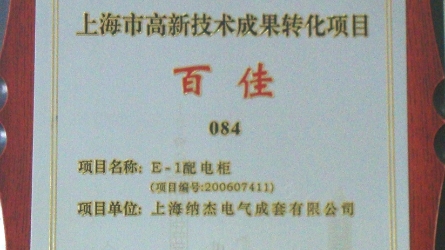 上海市高新技术成果转化项目
百佳
084
项目名称: E-1配电柜
(项目编号:200607411)
项目单位: 上海纳杰电气成套有限公司